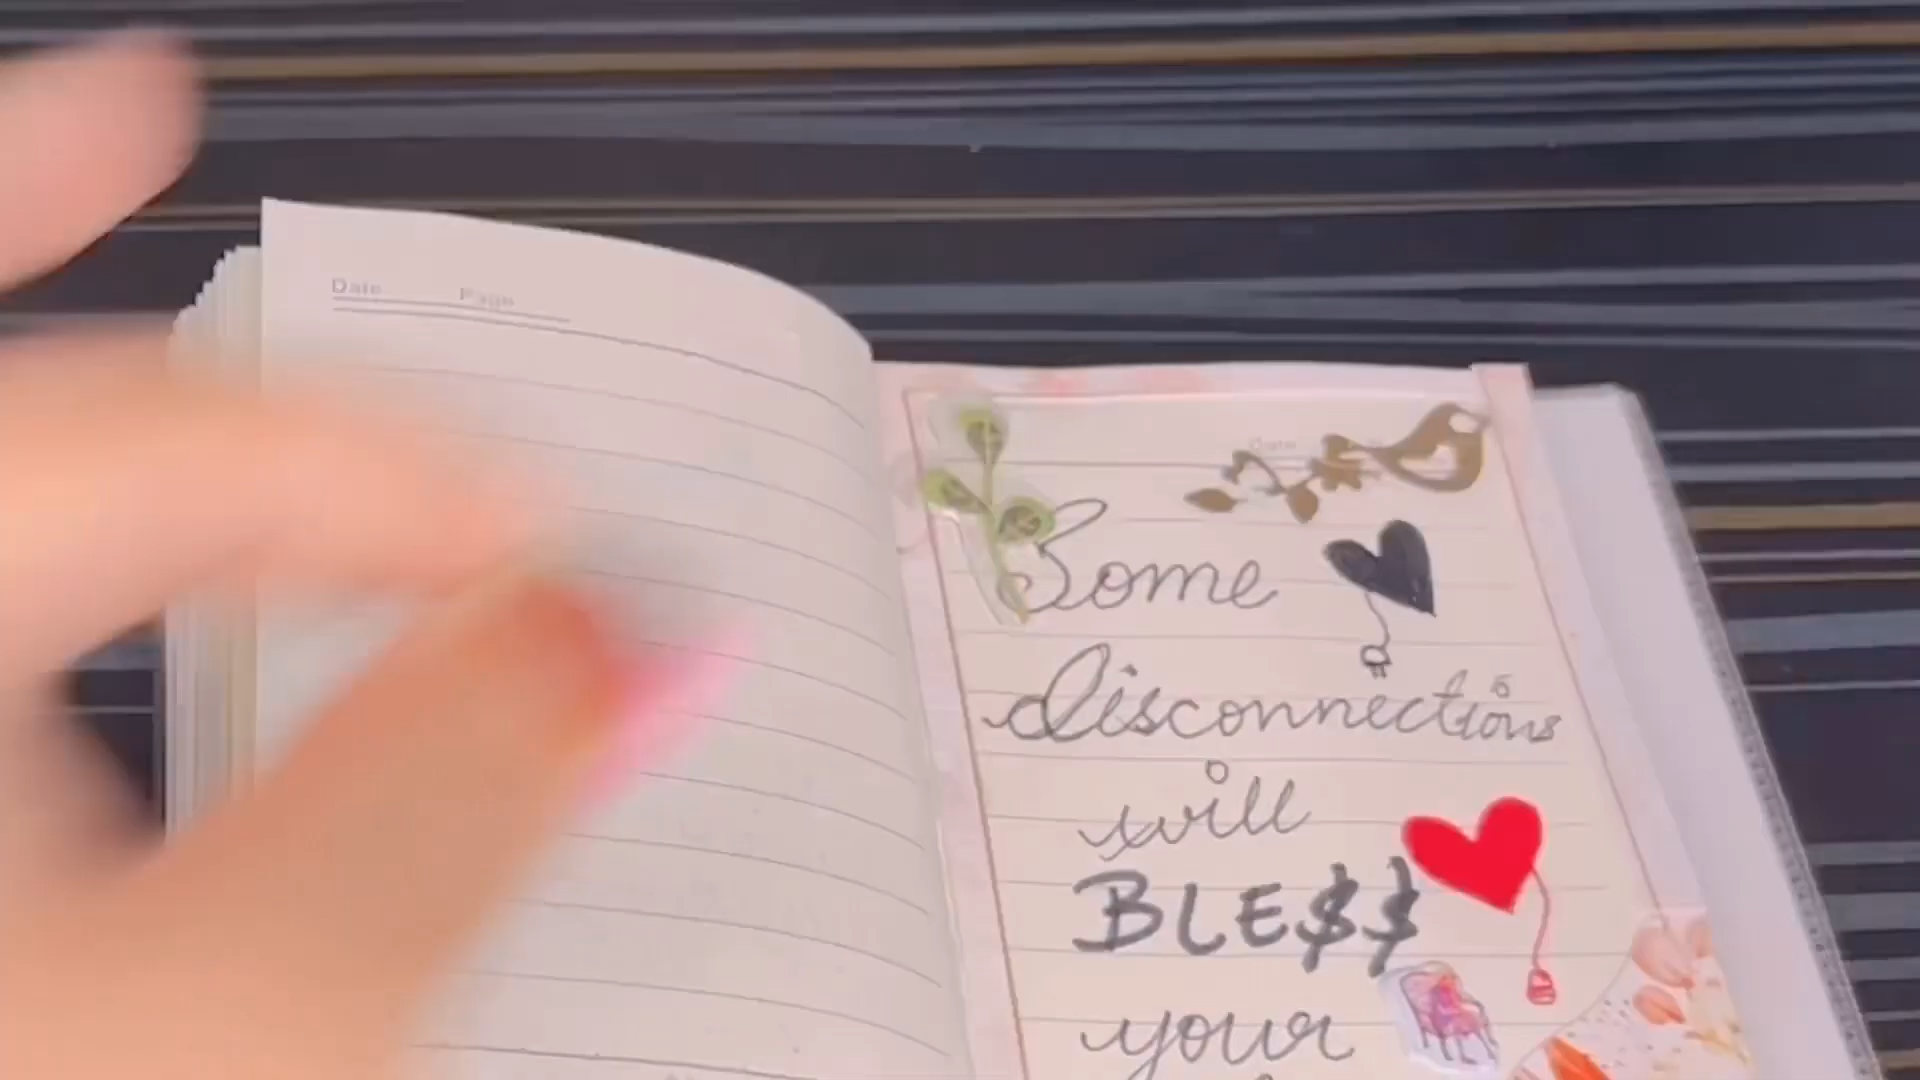 Date Page
Date
Some
Disconnections
will
BLE$$
your